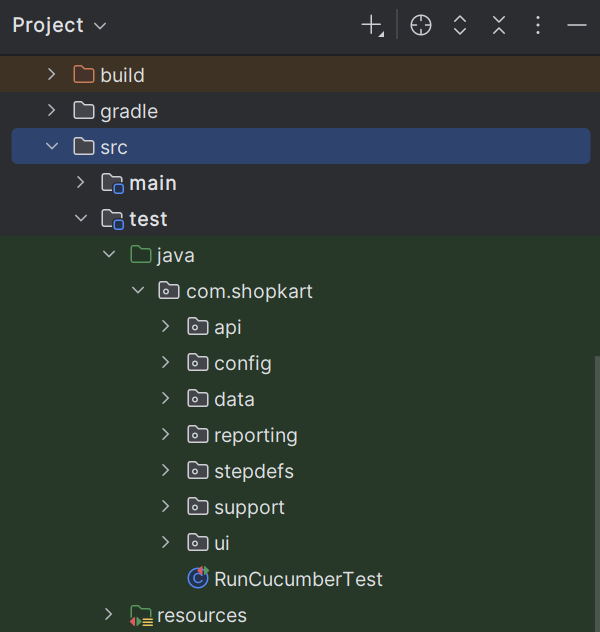 Project
build
gradle
src
main
test
java
com.shopkart
api
config
data
reporting
stepdefs
support
ui
C RunCucumberTest
resources